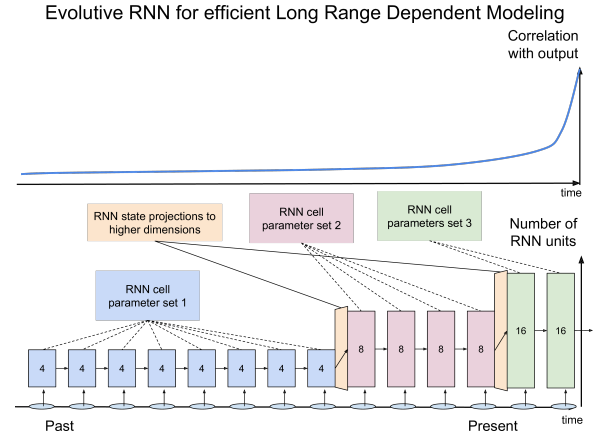 Evolutive RNN for efficient Long Range Dependent Modeling
Correlation
with output
time
RNN state projections to
higher dimensions
RNN cell
parameter set 2
RNN cell
parameters set 3
Number of
RNN units
RNN cell
parameter set 1
4 4 4 4 4 4 4 4 8 8 8 8 16 16
time
Past Present